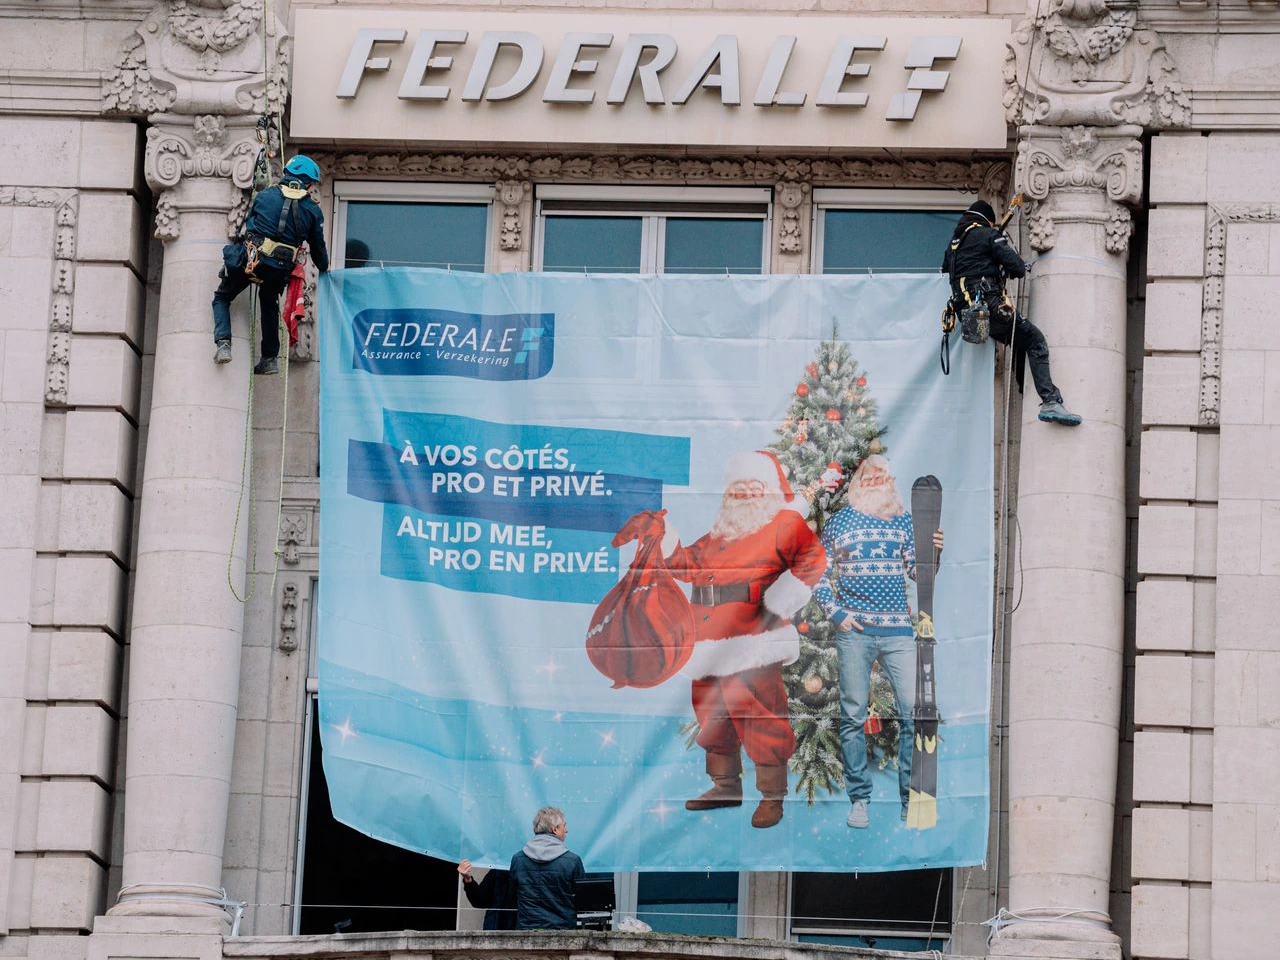 FEDERALE
FEDERALE
Assurance - Verzekering
À VOS CÔTÉS,
PRO ET PRIVÉ.
ALTIJD MEE,
PRO EN PRIVÉ.